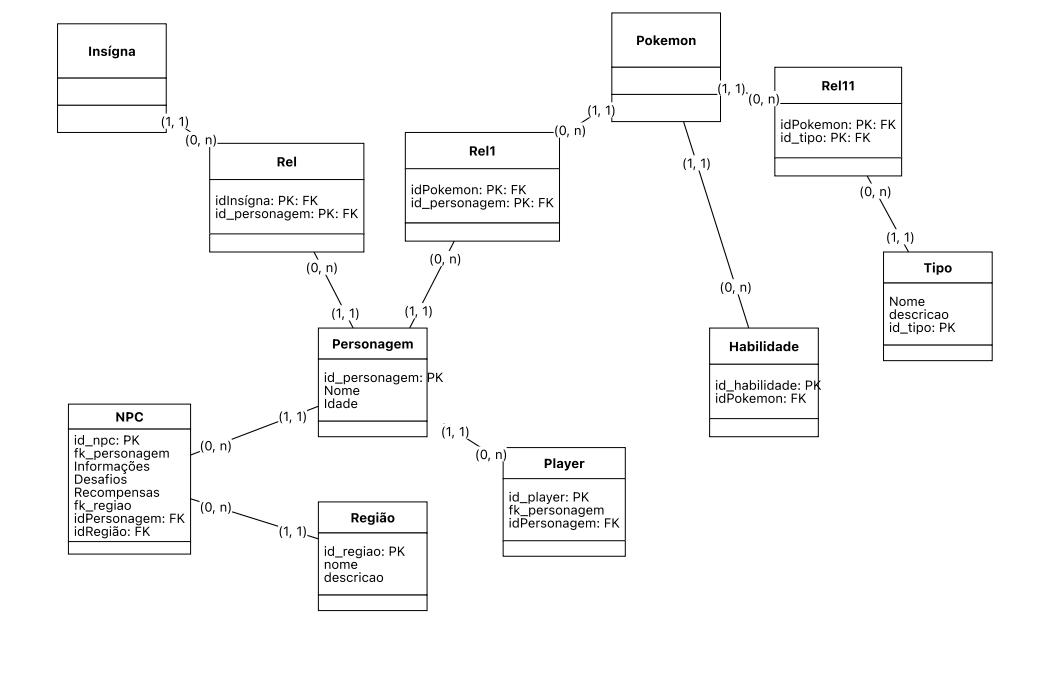 Insígna
(1, 1)
(0, n)
Rel
idInsígna: PK: FK
id_personagem: PK: FK
(0, n)
(1, 1)
Rel1
idPokemon: PK: FK
id_personagem: PK: FK
(0, n)
(1, 1)
(0, n)
(1, 1)
Pokemon
(1, 1)
(0, n)
Rel11
idPokemon: PK: FK
id_tipo: PK: FK
(0, n)
(1, 1)
Tipo
Nome
descricao
id_tipo: PK
(1, 1)
(0, n)
Habilidade
id_habilidade: PK
idPokemon: FK
Personagem
id_personagem: PK
Nome
Idade
(1, 1)
(0, n)
NPC
id_npc: PK
fk_personagem
Informações
Desafios
Recompensas
fk_regiao
idPersonagem: FK
idRegião: FK
(0, n)
(1, 1)
Região
id_regiao: PK
nome
descricao
(1, 1)
(0, n)
Player
id_player: PK
fk_personagem
idPersonagem: FK